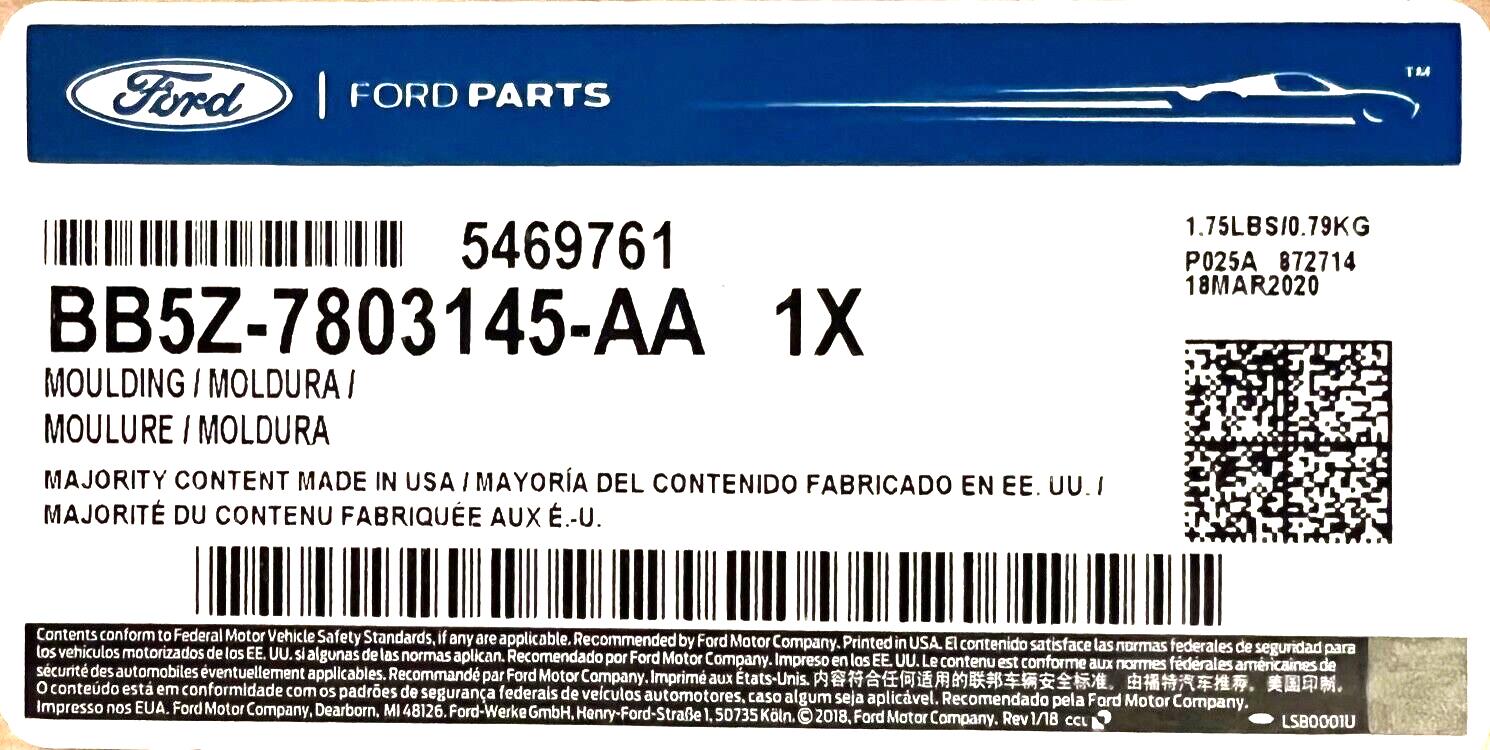 Ford | FORD PARTS
TM
5469761
1.75LBS/0.79KG
P025A 872714
18MAR2020
BB5Z-7803145-AA 1X
MOULDING / MOLDURA /
MOULURE / MOLDURA
MAJORITY CONTENT MADE IN USA / MAYORÍA DEL CONTENIDO FABRICADO EN EE. UU. /
MAJORITÉ DU CONTENU FABRIQUÉE AUX É.-U.
Contents conform to Federal Motor Vehicle Safety Standards, if any are applicable. Recommended by Ford Motor Company. Printed in USA. El contenido satisface las normas federales de seguridad para
los vehículos motorizados de los EE. UU. si algunas de las normas aplican. Recomendado por Ford Motor Company. Impreso en los EE. UU. Le contenu est conforme aux normes fédérales américaines de
sécurité des automobiles éventuellement applicables. Recommandé par Ford Motor Company. Imprimé aux États-Unis. 内容符合任何适用的联邦车辆安全标准。由福特汽车推荐。美国印制。
O conteúdo está em conformidade com os padrões de segurança federais de veículos automotores, caso algum seja aplicável. Recomendado pela Ford Motor Company.
Impresso nos EUA. Ford Motor Company, Dearborn, MI 48126. Ford-Werke GmbH, Henry-Ford-Straße 1, 50735 Köln. © 2018, Ford Motor Company. Rev 1/18 CCL
LSB0001U